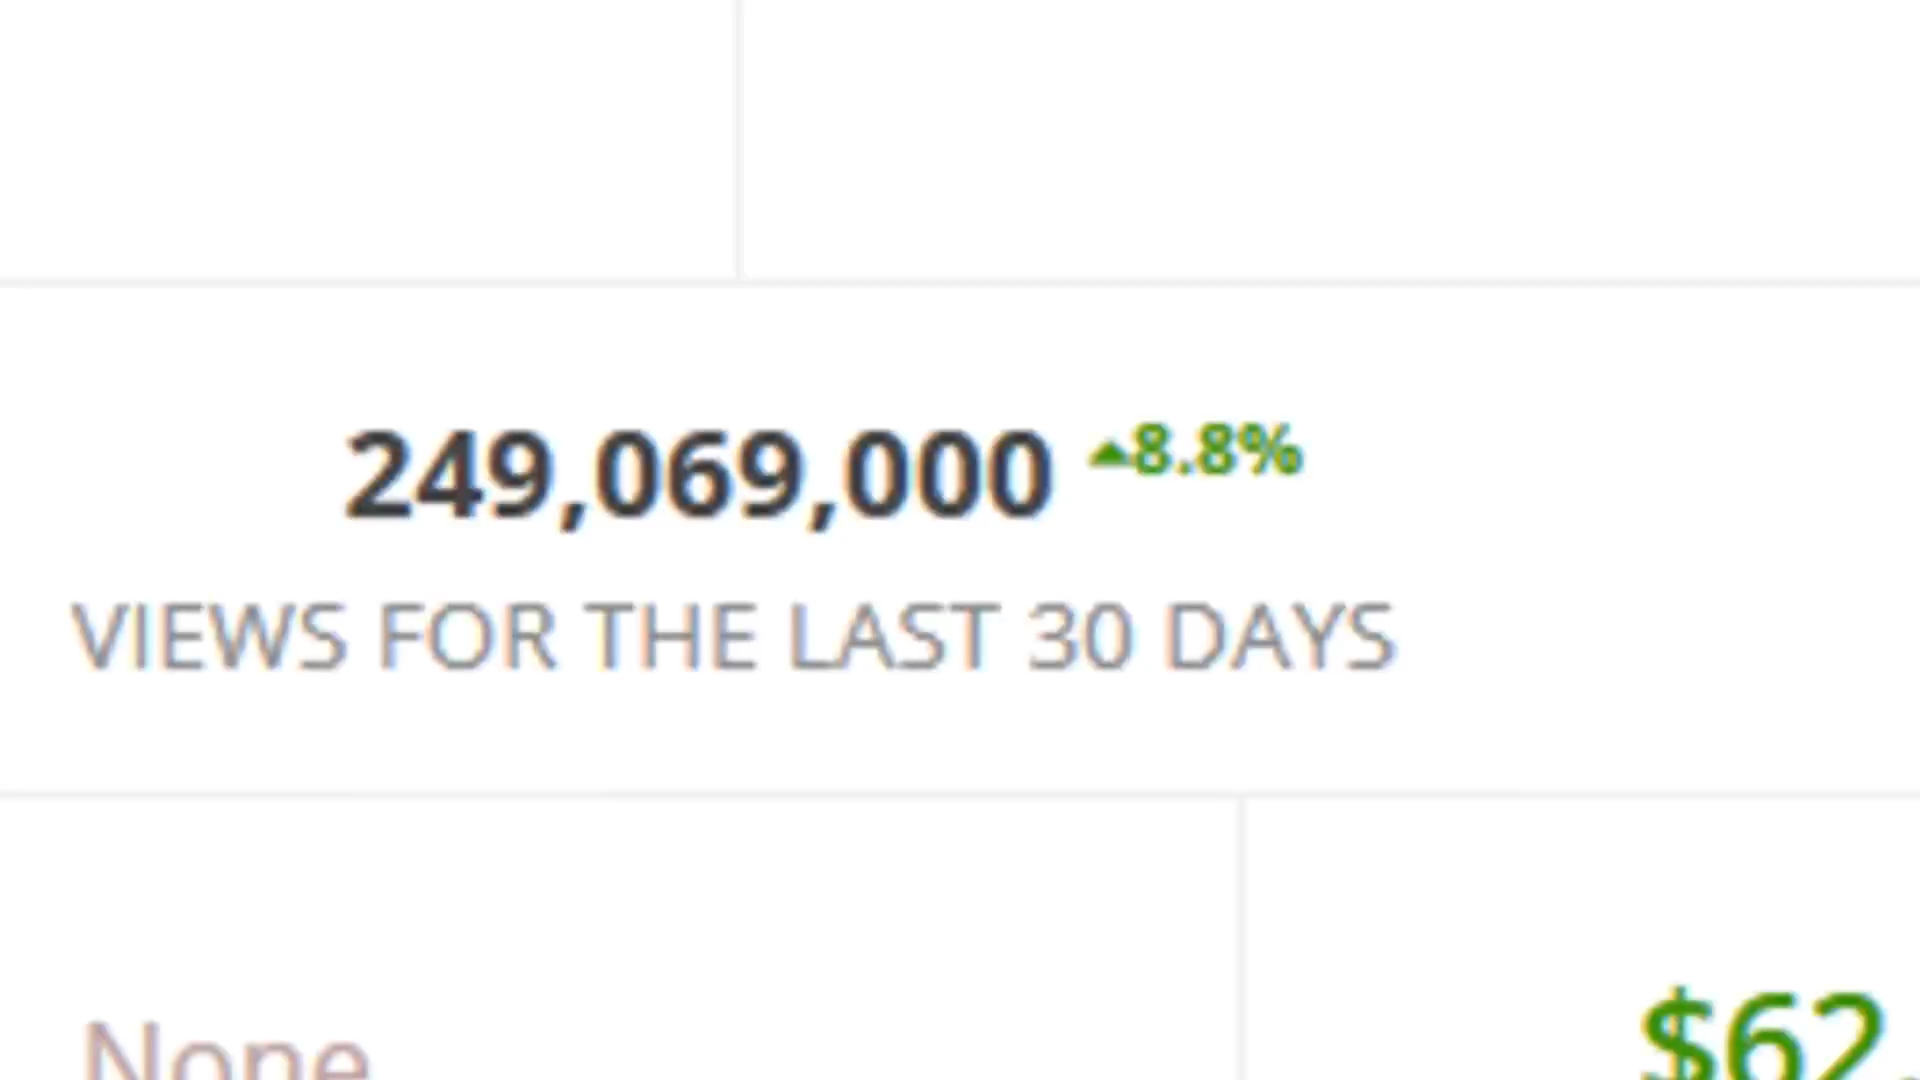 249,069,000 ▲8.8%
VIEWS FOR THE LAST 30 DAYS
None
$62.